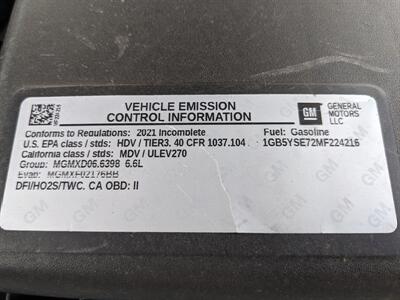 VEHICLE EMISSION
CONTROL INFORMATION
GM
GENERAL
MOTORS
LLC
Conforms to Regulations: 2021 Incomplete
Fuel: Gasoline
U.S. EPA class / stds: HDV / TIER3. 40 CFR 1037.104
1GB5YSE72MF224216
California class / stds: MDV / ULEV270
Group: MGMXD06.6398 6.6L
Evap: MGMXF02176BB
DFI/HO2S/TWC. CA OBD: II